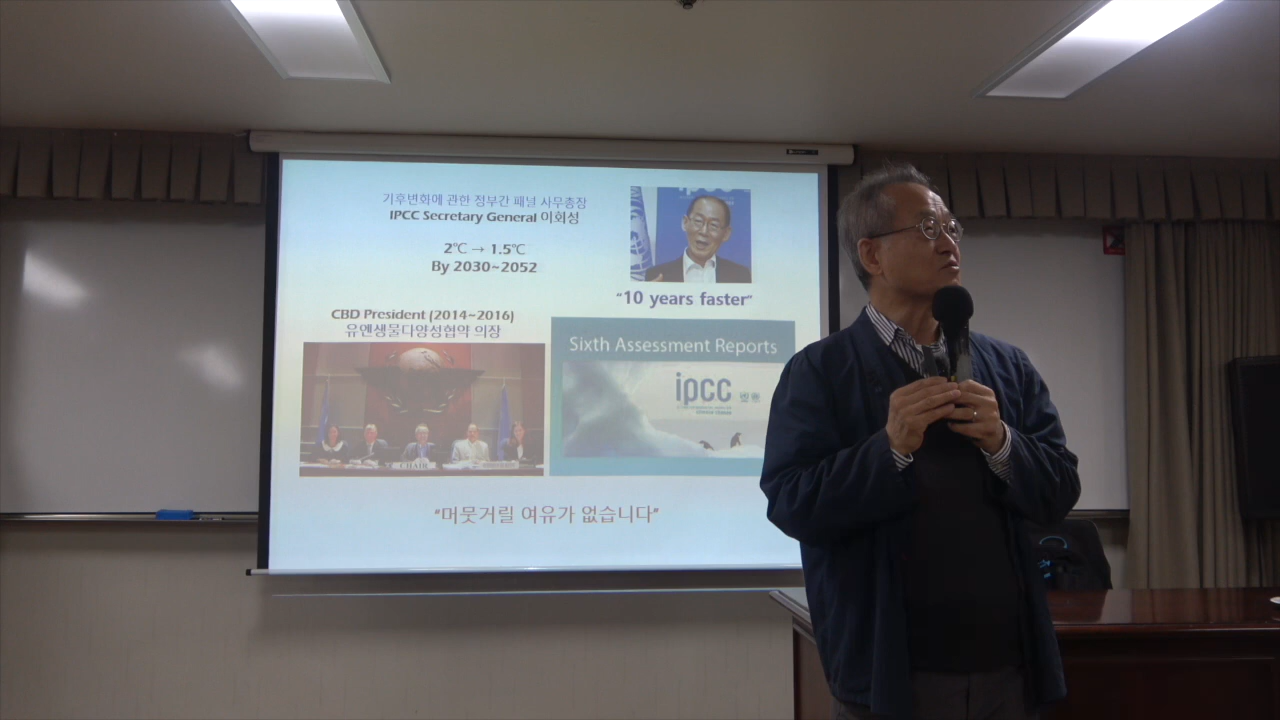 기후변화에 관한 정부간 패널 사무총장
IPCC Secretary General 이회성
2℃ → 1.5℃
By 2030~2052
ipcc
"10 years faster"
CBD President (2014~2016)
유엔생물다양성협약 의장
CHAIR
Sixth Assessment Reports
ipcc
"머뭇거릴 여유가 없습니다"